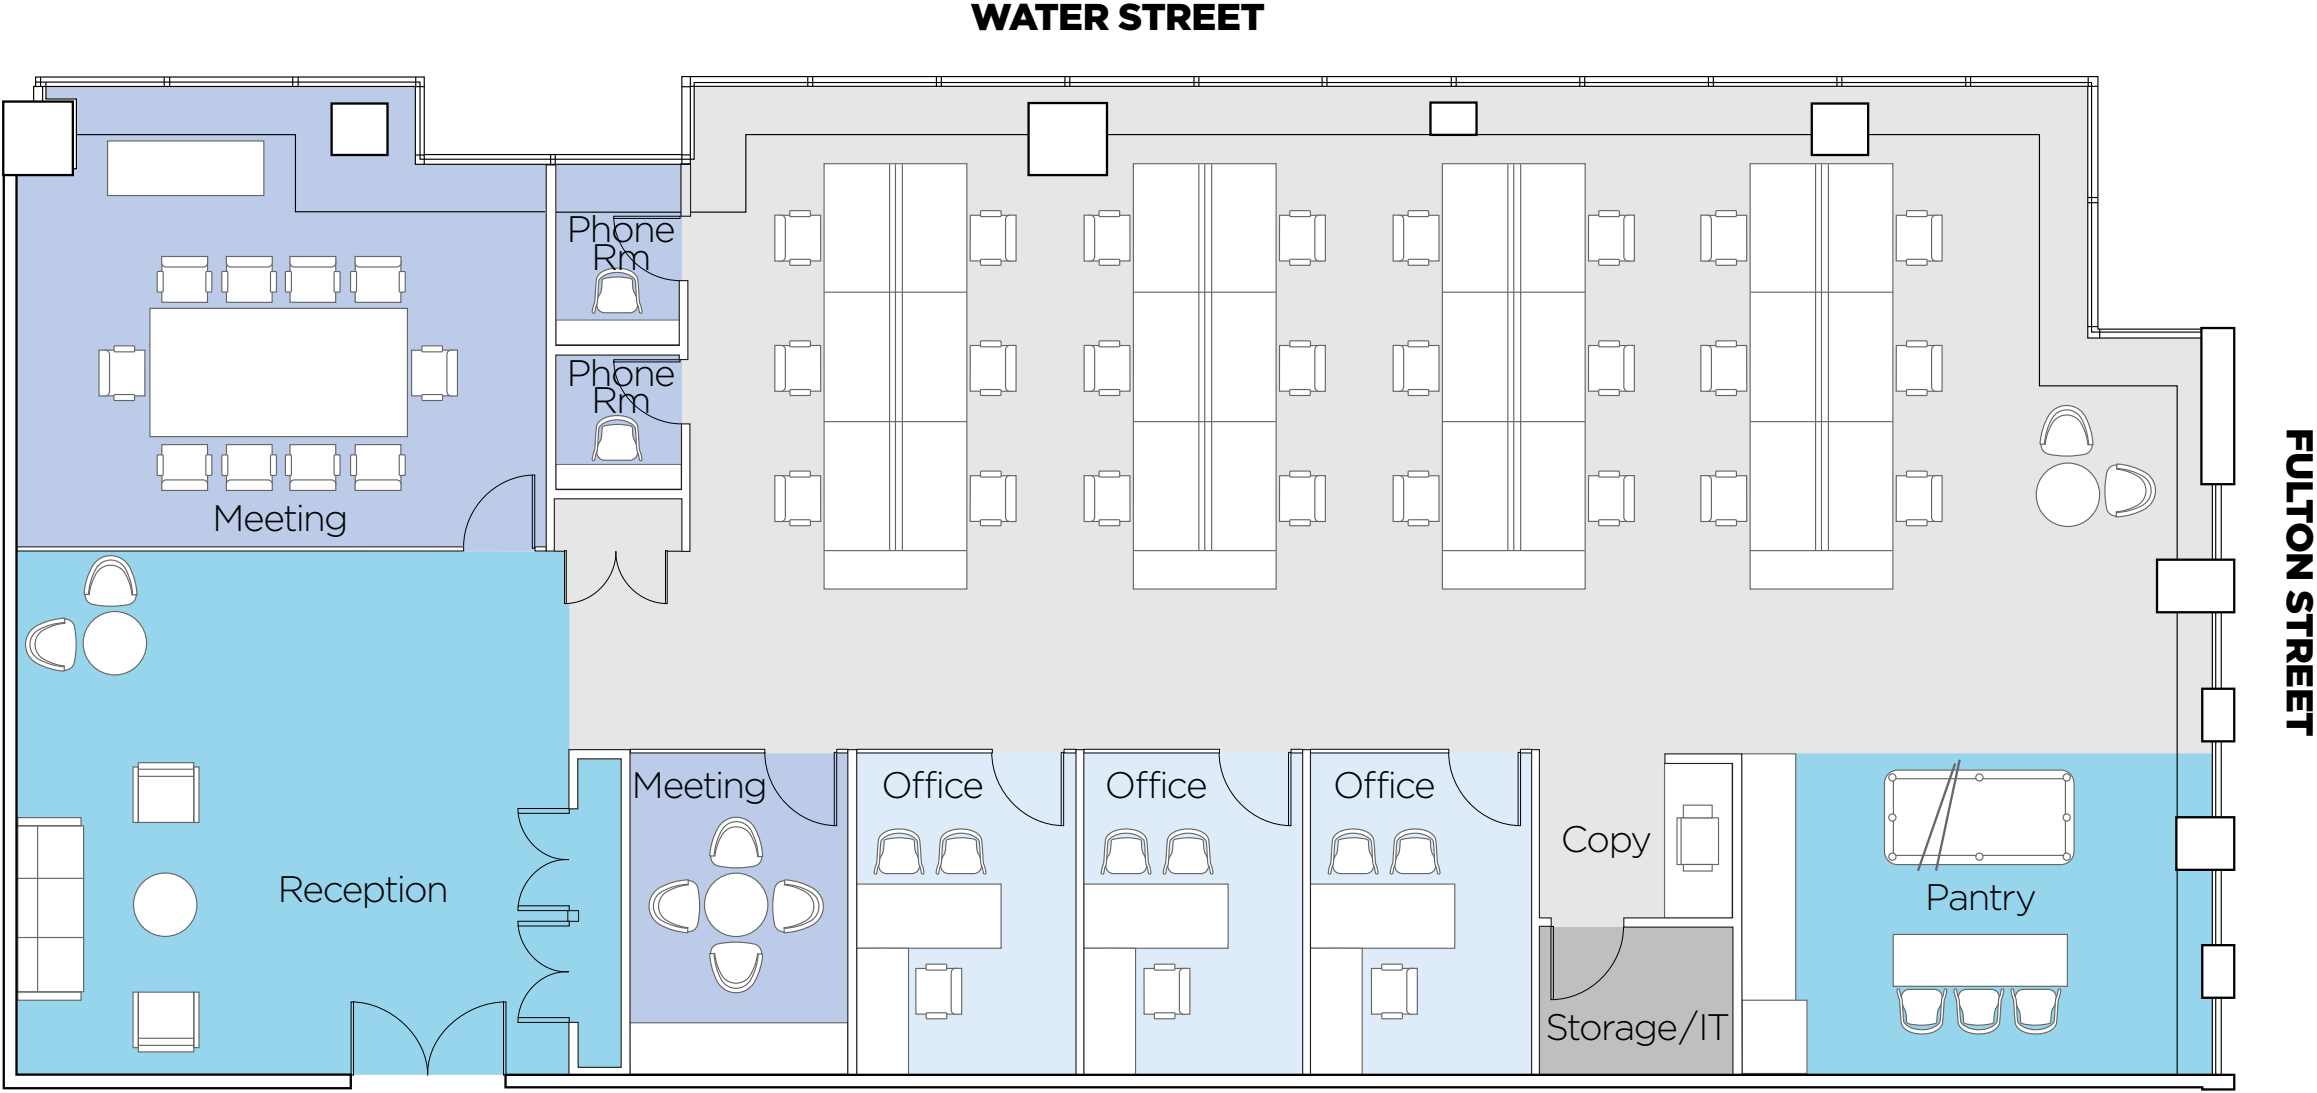 WATER STREET
Phone
Rm
Phone
Rm
Meeting
FULTON STREET
Meeting
Office
Office
Office
Copy
Reception
Pantry
Storage/IT